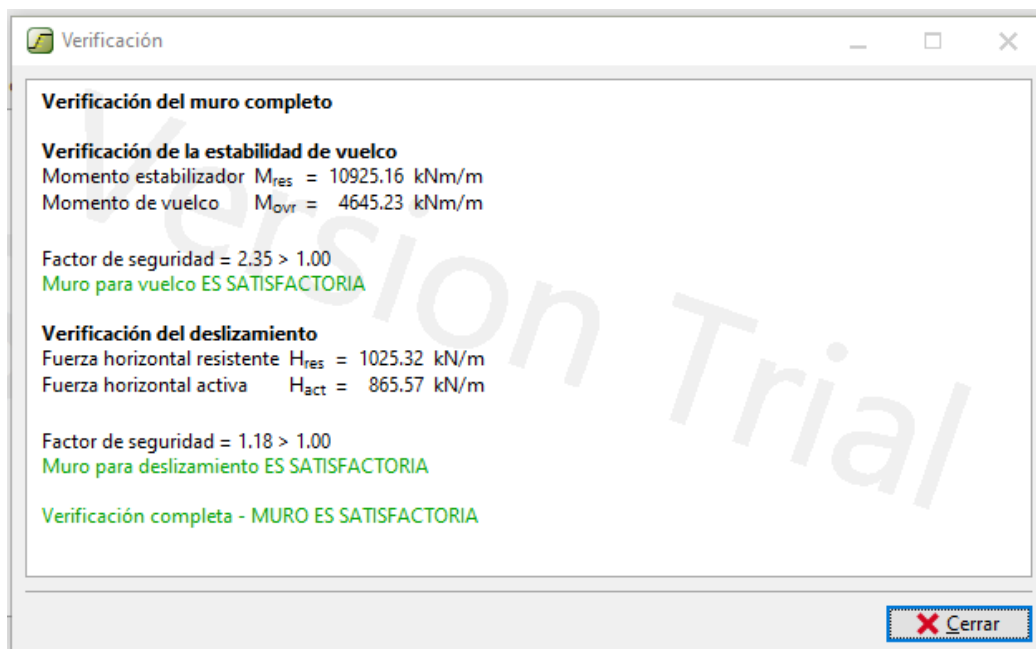 Verificación
Verificación del muro completo
Verificación de la estabilidad de vuelco
Momento estabilizador Mres = 10925.16 kNm/m
Momento de vuelco Movr = 4645.23 kNm/m
Factor de seguridad = 2.35 > 1.00
Muro para vuelco ES SATISFACTORIA
Verificación del deslizamiento
Fuerza horizontal resistente Hres = 1025.32 kN/m
Fuerza horizontal activa Hact = 865.57 kN/m
Factor de seguridad = 1.18 > 1.00
Muro para deslizamiento ES SATISFACTORIA
Verificación completa - MURO ES SATISFACTORIA
Version Trial
Cerrar